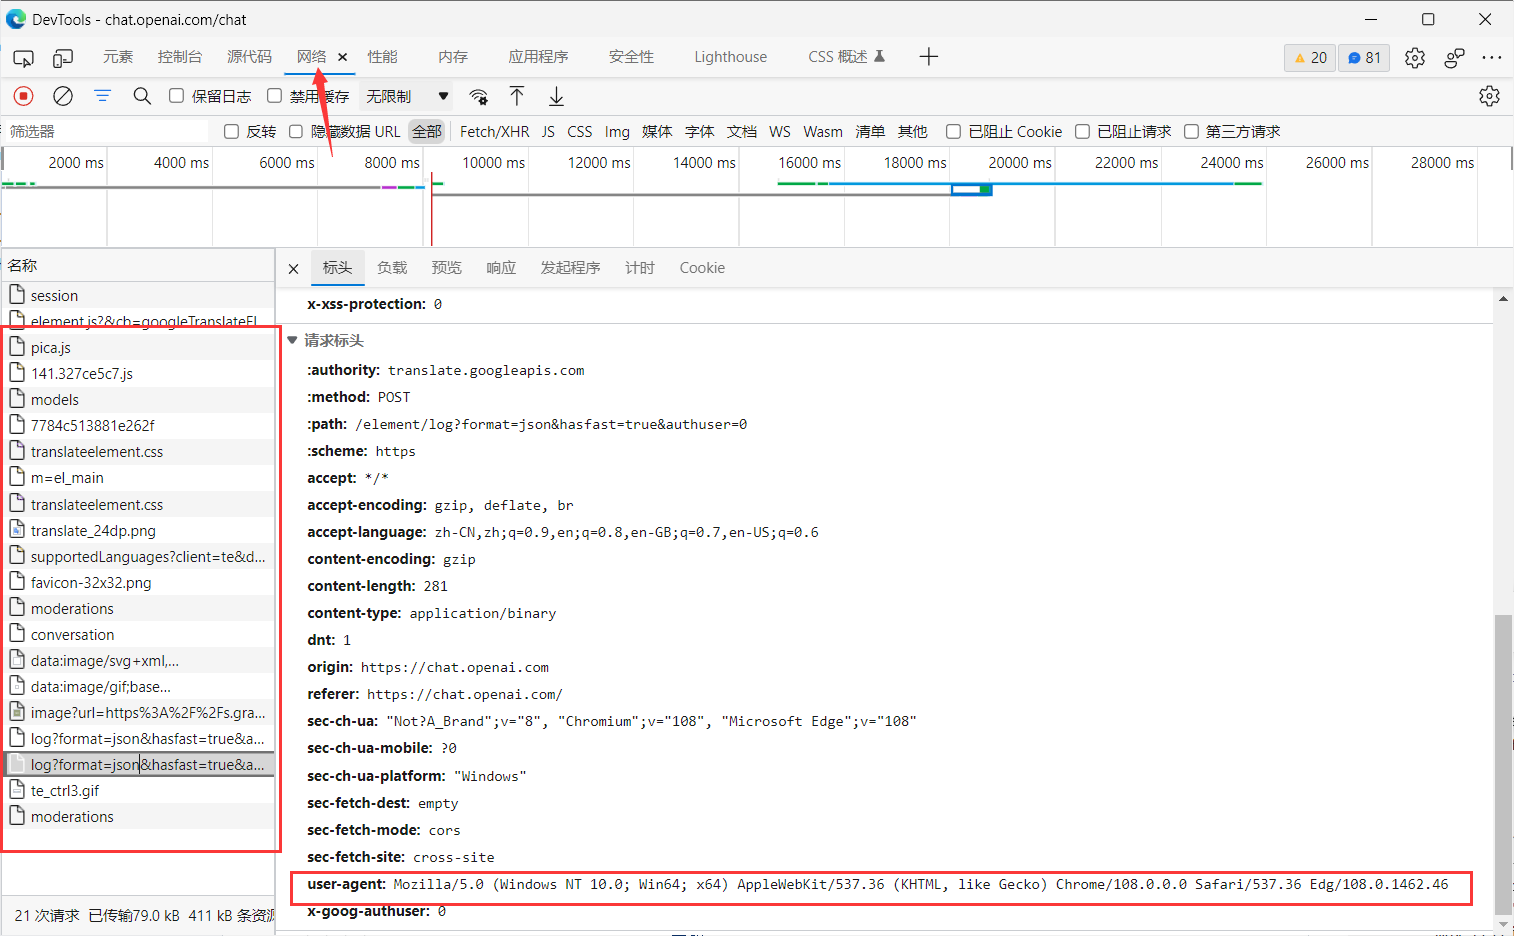 DevTools - chat.openai.com/chat
元素 控制台 源代码 网络 性能 内存 应用程序 安全性 Lighthouse CSS 概述 20 81
保留日志 禁用缓存 无限制
筛选器 反转 隐藏数据 URL 全部 Fetch/XHR JS CSS Img 媒体 字体 文档 WS Wasm 清单 其他 已阻止 Cookie 已阻止请求 第三方请求
2000 ms 4000 ms 6000 ms 8000 ms 10000 ms 12000 ms 14000 ms 16000 ms 18000 ms 20000 ms 22000 ms 24000 ms 26000 ms 28000 ms
名称
session
element.js?&cb=googleTranslateEl
pica.js
141.327ce5c7.js
models
7784c513881e262f
translateelement.css
m=el_main
translateelement.css
translate_24dp.png
supportedLanguages?client=te&d...
favicon-32x32.png
moderations
conversation
data:image/svg+xml,...
data:image/gif;base...
image?url=https%3A%2F%2Fs.gra...
log?format=json&hasfast=true&a...
log?format=json&hasfast=true&a...
te_ctrl3.gif
moderations
21 次请求 已传输79.0 kB 411 kB 条资源
标头 负载 预览 响应 发起程序 计时 Cookie
x-xss-protection: 0
请求标头
:authority: translate.googleapis.com
:method: POST
:path: /element/log?format=json&hasfast=true&authuser=0
:scheme: https
accept: */*
accept-encoding: gzip, deflate, br
accept-language: zh-CN,zh;q=0.9,en;q=0.8,en-GB;q=0.7,en-US;q=0.6
content-encoding: gzip
content-length: 281
content-type: application/binary
dnt: 1
origin: https://chat.openai.com
referer: https://chat.openai.com/
sec-ch-ua: "Not?A_Brand";v="8", "Chromium";v="108", "Microsoft Edge";v="108"
sec-ch-ua-mobile: ?0
sec-ch-ua-platform: "Windows"
sec-fetch-dest: empty
sec-fetch-mode: cors
sec-fetch-site: cross-site
user-agent: Mozilla/5.0 (Windows NT 10.0; Win64; x64) AppleWebKit/537.36 (KHTML, like Gecko) Chrome/108.0.0.0 Safari/537.36 Edg/108.0.1462.46
x-goog-authuser: 0